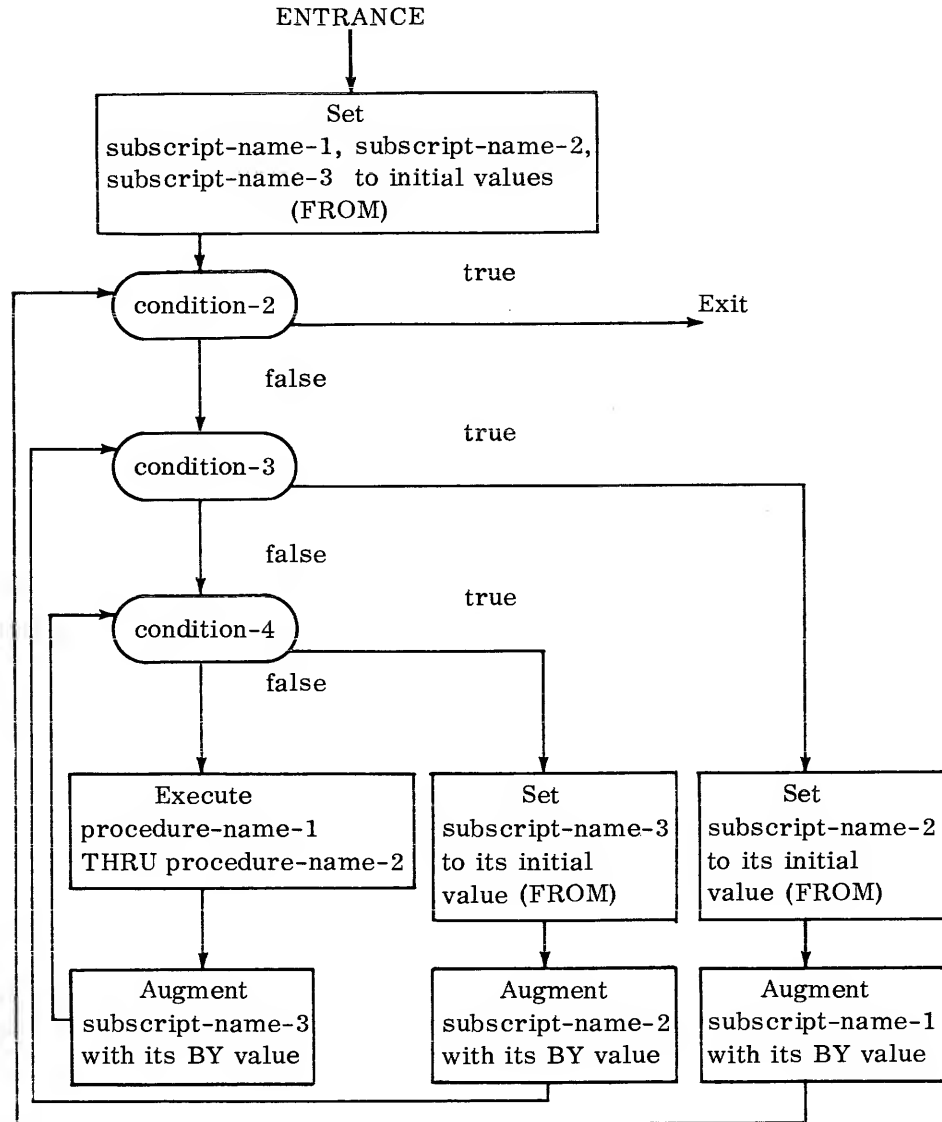 ENTRANCE
Set
subscript-name-1, subscript-name-2,
subscript-name-3 to initial values
(FROM)
condition-2
true
Exit
false
condition-3
true
false
condition-4
true
false
Execute
procedure-name-1
THRU procedure-name-2
Set
subscript-name-3
to its initial
value (FROM)
Set
subscript-name-2
to its initial
value (FROM)
Augment
subscript-name-3
with its BY value
Augment
subscript-name-2
with its BY value
Augment
subscript-name-1
with its BY value